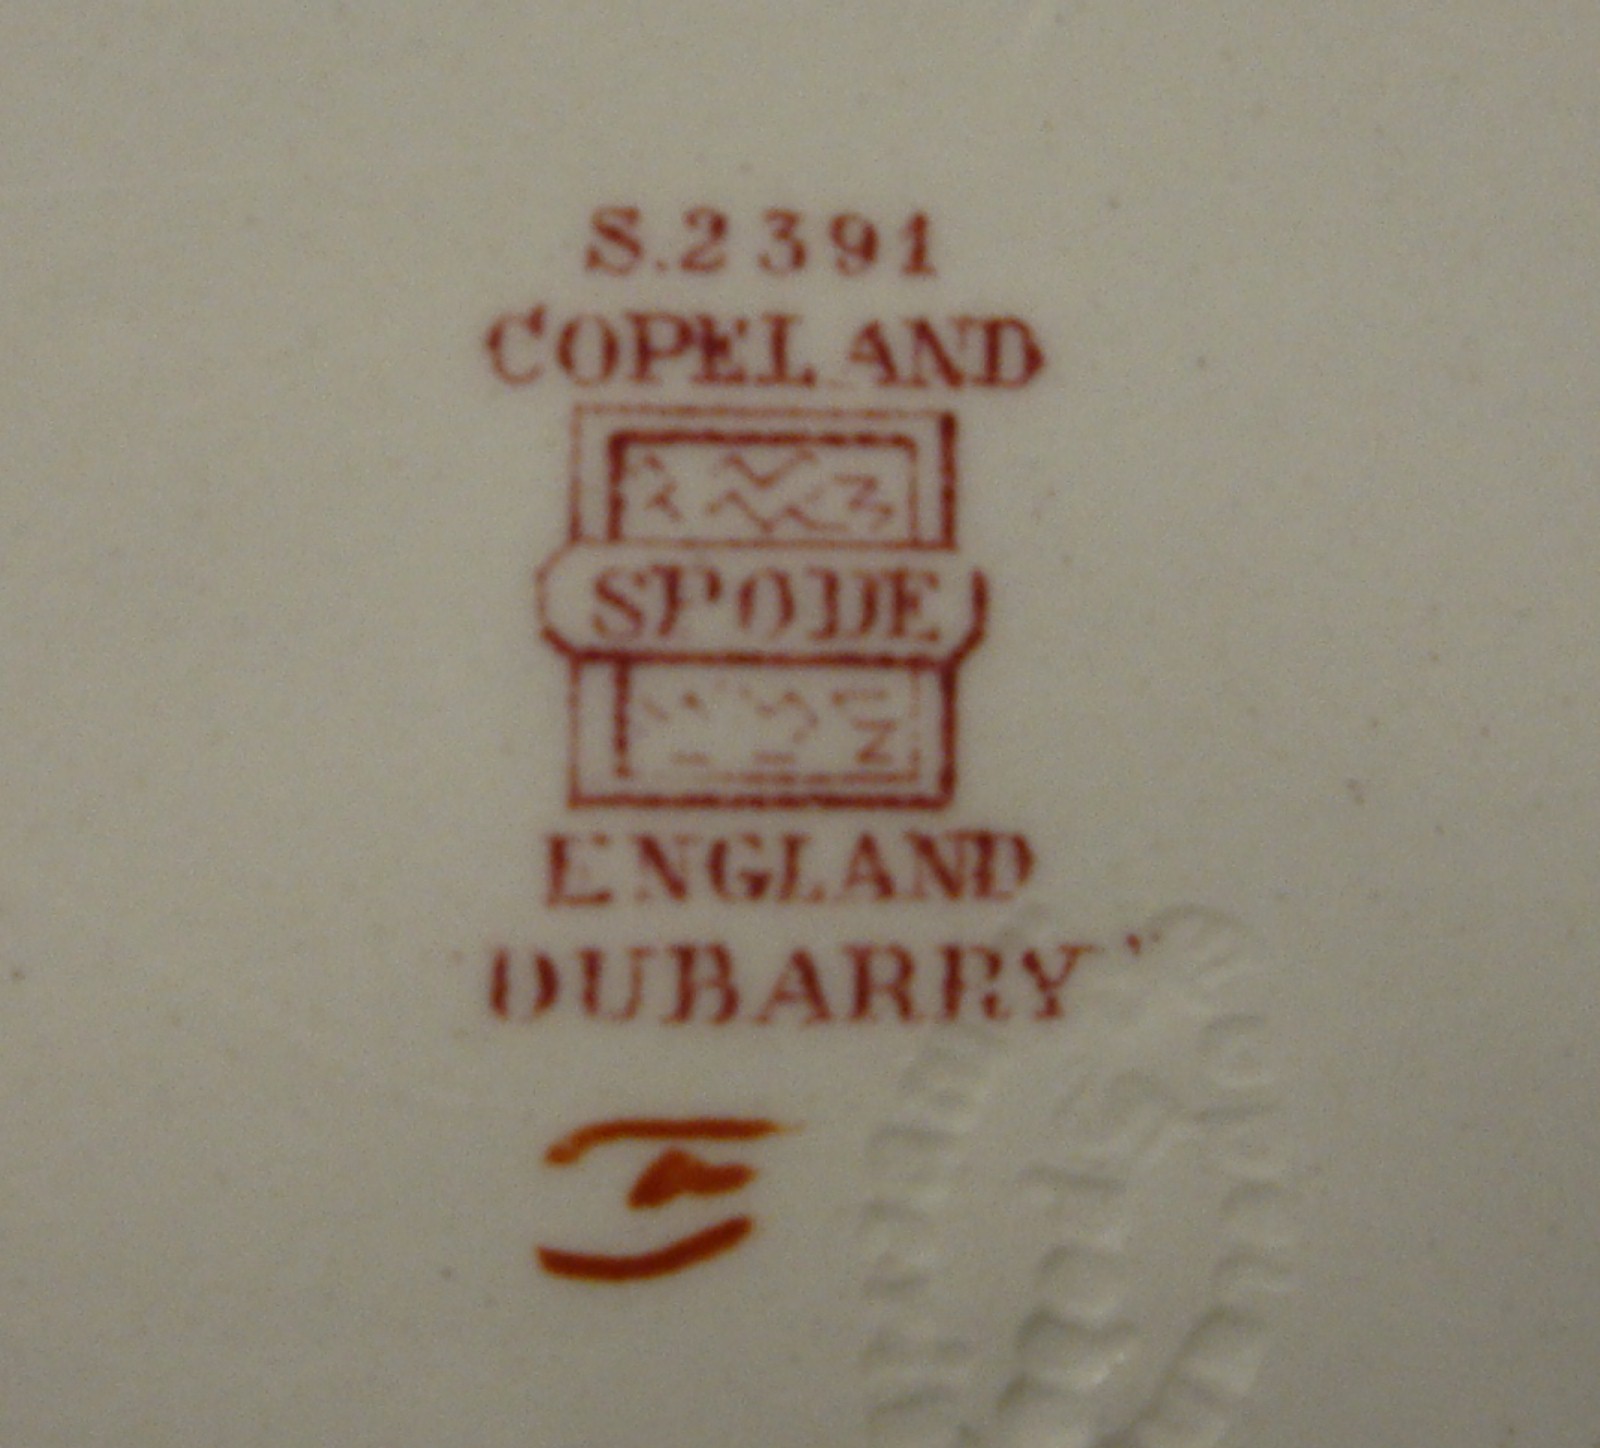 S.2391
COPELAND
SPODE
ENGLAND
'DUBARRY'